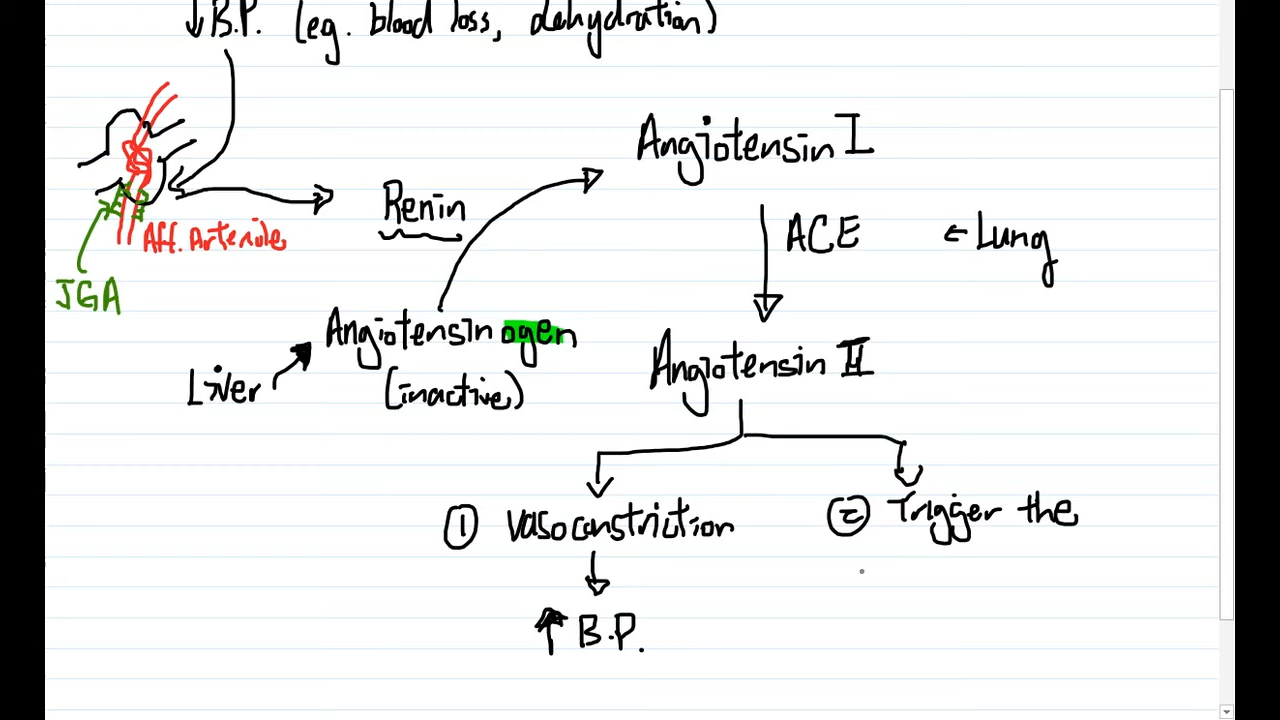 ↓ B.P. (eg. blood loss, dehydration)
Angiotensin I
Renin
Aff. Arteriole
ACE ← Lung
JGA
Angiotensinogen
(inactive)
Liver
Angiotensin II
① Vasoconstriction
② Trigger the
↑ B.P.